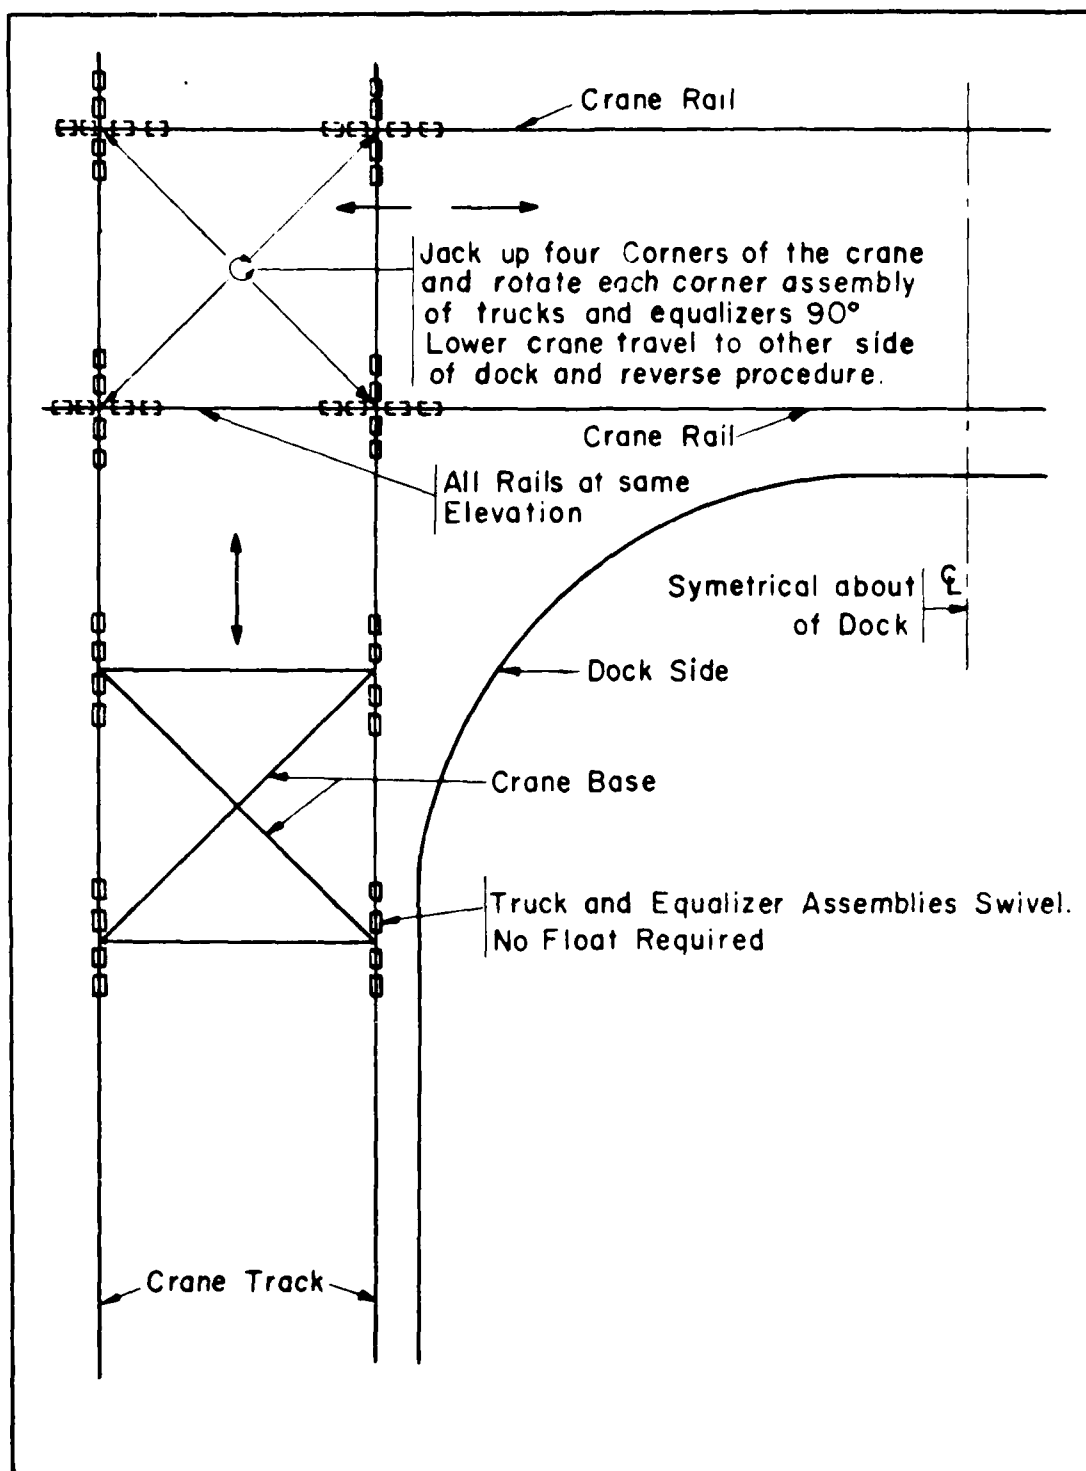 Crane Rail
Jack up four Corners of the crane
and rotate each corner assembly
of trucks and equalizers 90°
Lower crane travel to other side
of dock and reverse procedure.
Crane Rail
All Rails at same
Elevation
Symetrical about ℄
of Dock
Dock Side
Crane Base
Truck and Equalizer Assemblies Swivel.
No Float Required
Crane Track